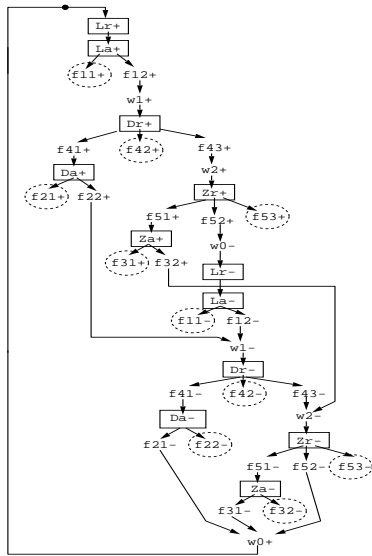 Lr+
La+
f11+ f12+
w1+
Dr+
f41+ f42+ f43+
Da+ w2+
f21+ f22+ Zr+
f51+ f52+ f53+
Za+ w0-
f31+ f32+ Lr-
La-
f11- f12-
w1-
Dr-
f41- f42- f43-
Da- w2-
f21- f22- Zr-
f51- f52- f53-
Za-
f31- f32-
w0+